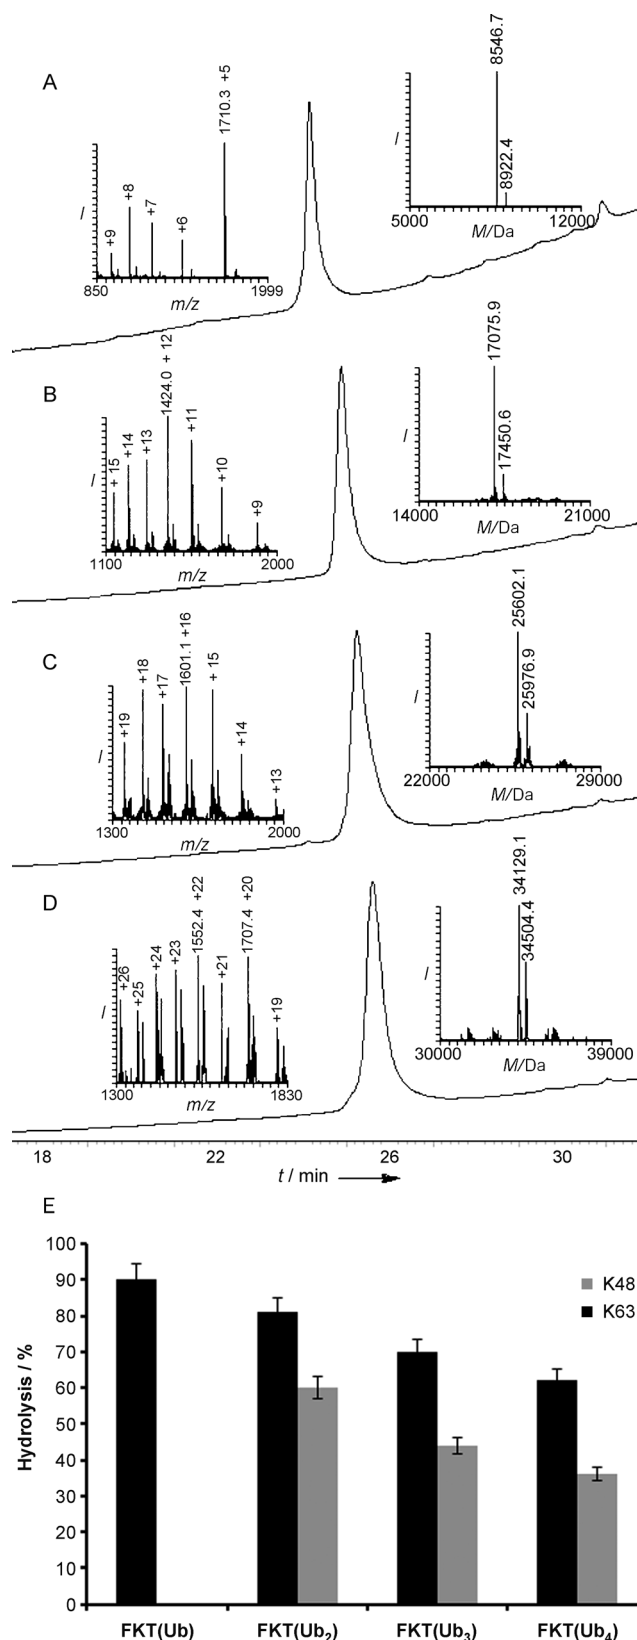 A
1710.3 +5
+9
+8
+7
+6
I
850
1999
m/z
8546.7
8922.4
I
5000
12000
M/Da
B
+ 15
+14
+13
1424.0 + 12
+11
+10
+9
I
1100
2000
m/z
17075.9
17450.6
I
14000
21000
M/Da
C
+19
+18
+17
1601.1 +16
+ 15
+14
+13
I
1300
2000
m/z
25602.1
25976.9
I
22000
29000
M/Da
D
+26
+25
+24
+23
1552.4 +22
+21
1707.4 +20
+19
I
1300
1830
m/z
34129.1
34504.4
I
30000
39000
M/Da
18
22
26
30
t / min
E
100
90
80
70
60
50
40
30
20
10
0
Hydrolysis / %
K48
K63
FKT(Ub)
FKT(Ub₂)
FKT(Ub₃)
FKT(Ub₄)